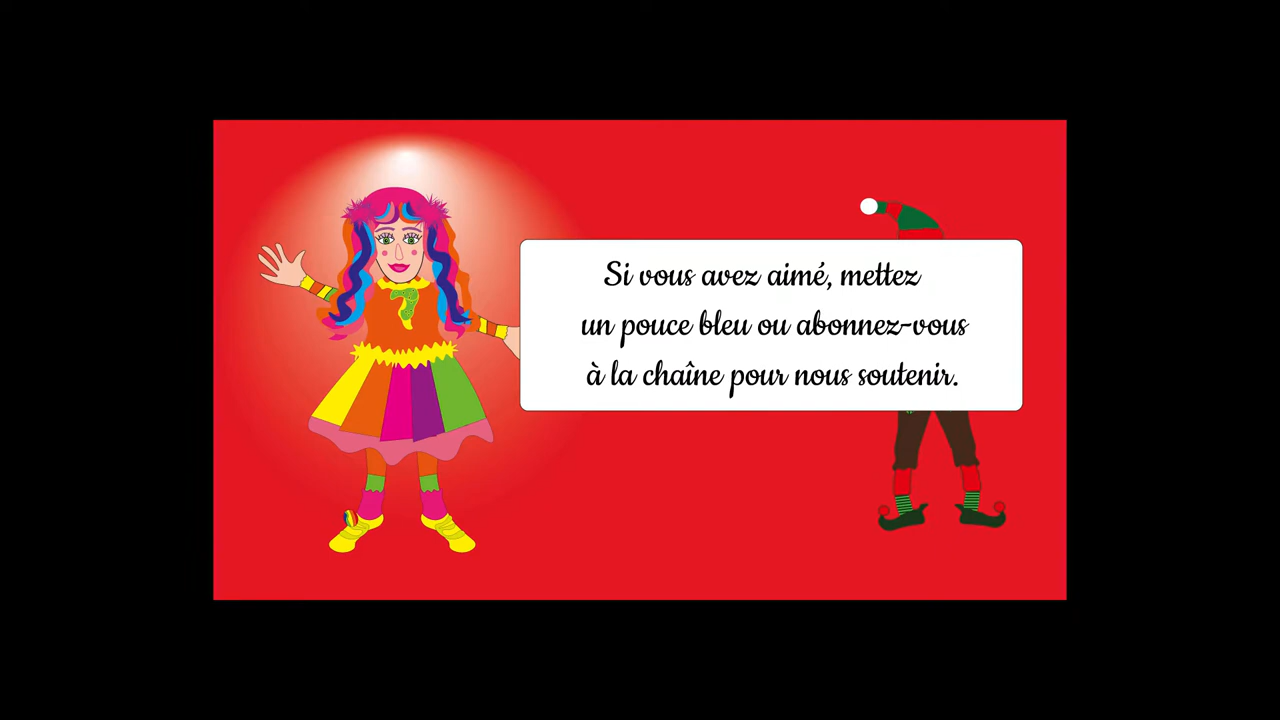 Si vous avez aimé, mettez
un pouce bleu ou abonnez-vous
à la chaîne pour nous soutenir.